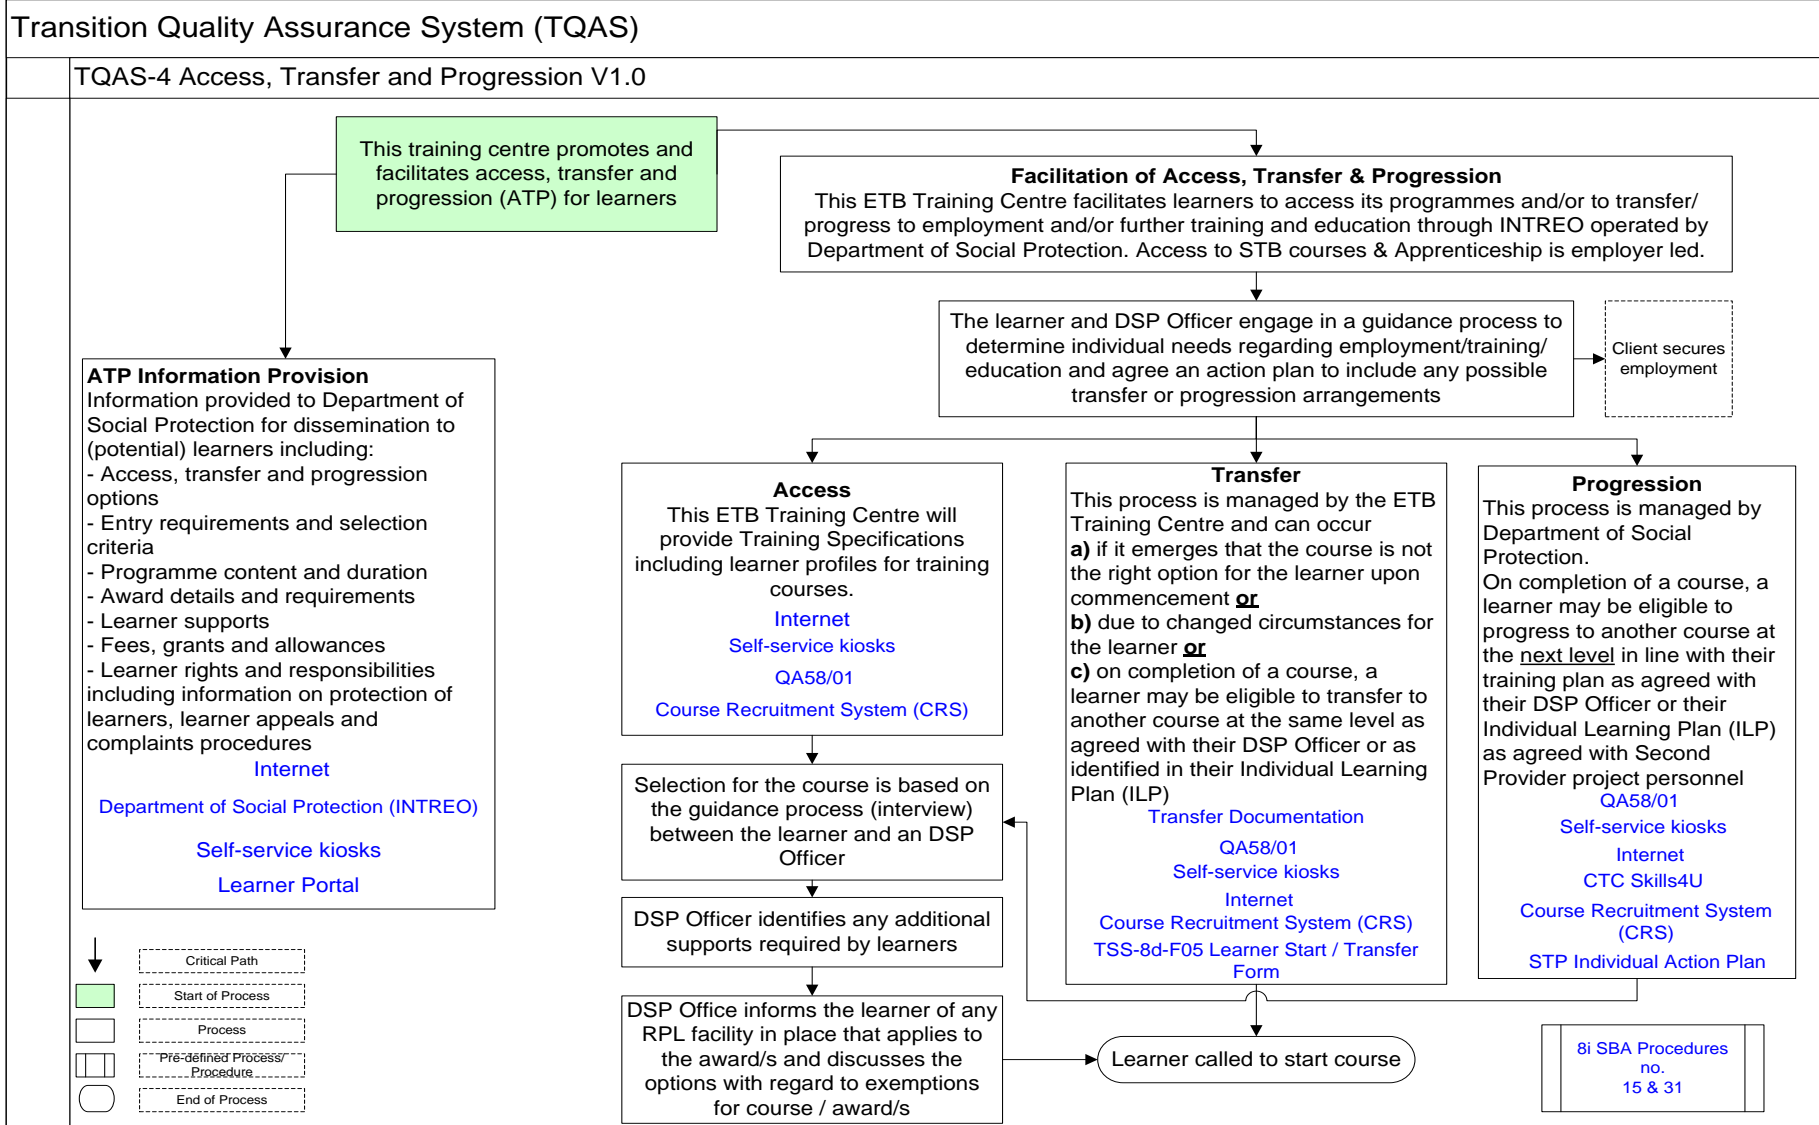 Transition Quality Assurance System (TQAS)
TQAS-4 Access, Transfer and Progression V1.0
This training centre promotes and
facilitates access, transfer and
progression (ATP) for learners
Facilitation of Access, Transfer & Progression
This ETB Training Centre facilitates learners to access its programmes and/or to transfer/
progress to employment and/or further training and education through INTREO operated by
Department of Social Protection. Access to STB courses & Apprenticeship is employer led.
The learner and DSP Officer engage in a guidance process to
determine individual needs regarding employment/training/
education and agree an action plan to include any possible
transfer or progression arrangements
Client secures
employment
ATP Information Provision
Information provided to Department of
Social Protection for dissemination to
(potential) learners including:
- Access, transfer and progression
options
- Entry requirements and selection
criteria
- Programme content and duration
- Award details and requirements
- Learner supports
- Fees, grants and allowances
- Learner rights and responsibilities
including information on protection of
learners, learner appeals and
complaints procedures
Internet
Department of Social Protection (INTREO)
Self-service kiosks
Learner Portal
Access
This ETB Training Centre will
provide Training Specifications
including learner profiles for training
courses.
Internet
Self-service kiosks
QA58/01
Course Recruitment System (CRS)
Selection for the course is based on
the guidance process (interview)
between the learner and an DSP
Officer
DSP Officer identifies any additional
supports required by learners
DSP Office informs the learner of any
RPL facility in place that applies to
the award/s and discusses the
options with regard to exemptions
for course / award/s
Transfer
This process is managed by the ETB
Training Centre and can occur
a) if it emerges that the course is not
the right option for the learner upon
commencement or
b) due to changed circumstances for
the learner or
c) on completion of a course, a
learner may be eligible to transfer to
another course at the same level as
agreed with their DSP Officer or as
identified in their Individual Learning
Plan (ILP)
Transfer Documentation
QA58/01
Self-service kiosks
Internet
Course Recruitment System (CRS)
TSS-8d-F05 Learner Start / Transfer
Form
Learner called to start course
Progression
This process is managed by
Department of Social
Protection.
On completion of a course, a
learner may be eligible to
progress to another course at
the next level in line with their
training plan as agreed with
their DSP Officer or their
Individual Learning Plan (ILP)
as agreed with Second
Provider project personnel
QA58/01
Self-service kiosks
Internet
CTC Skills4U
Course Recruitment System
(CRS)
STP Individual Action Plan
8i SBA Procedures
no.
15 & 31
Critical Path
Start of Process
Process
Pre-defined Process/
Procedure
End of Process